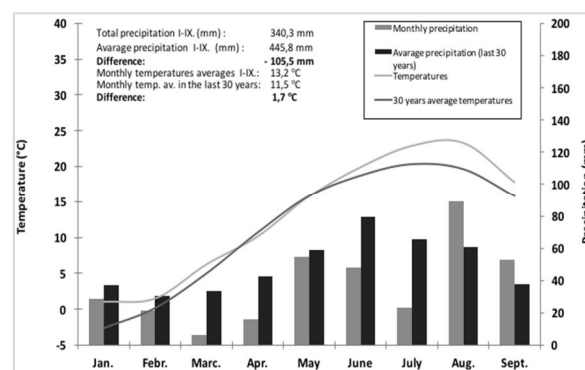 Total precipitation I-IX. (mm) : 340,3 mm
Avarage precipitation I-IX. (mm) : 445,8 mm
Difference: - 105,5 mm
Monthly temperatures averages I-IX.: 13,2 °C
Monthly temp. av. in the last 30 years: 11,5 °C
Difference: 1,7 °C
Monthly precipitation
Avarage precipitation (last 30
years)
Temperatures
30 years average temperatures
Temperature (°C)
40
35
30
25
20
15
10
5
0
-5
200
180
160
140
120
100
80
60
40
20
0
Precipitation (mm)
Jan. Febr. Marc. Apr. May June July Aug. Sept.